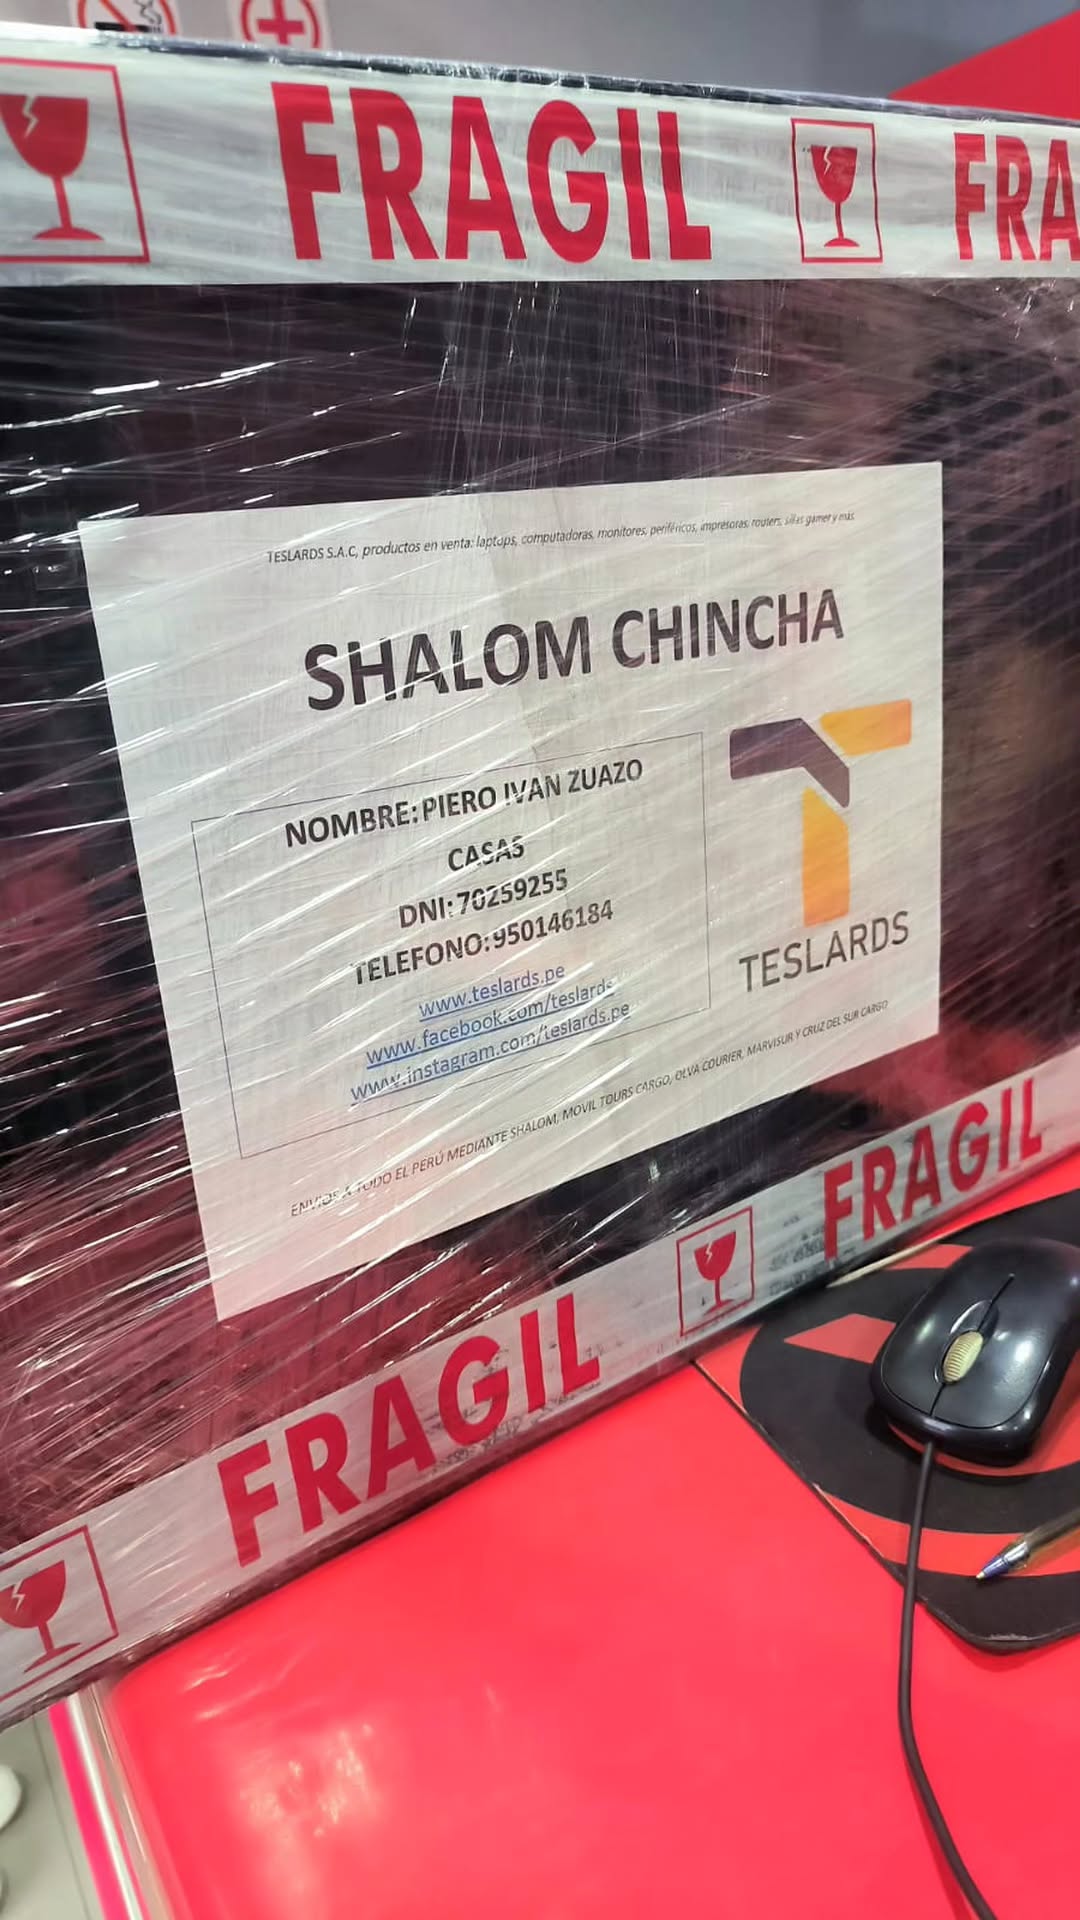 FRAGIL FRA
TESLARDS S.A.C, productos en venta: laptops, computadoras, monitores, periféricos, impresoras, routers, sillas gamer y más
SHALOM CHINCHA
NOMBRE: PIERO IVAN ZUAZO
CASAS
DNI: 70259255
TELEFONO: 950146184
www.teslards.pe
www.facebook.com/teslards
www.instagram.com/teslards.pe
TESLARDS
ENVIOS A TODO EL PERÚ MEDIANTE SHALOM, MOVIL TOURS CARGO, OLVA COURIER, MARVISUR Y CRUZ DEL SUR CARGO
FRAGIL FRAGIL